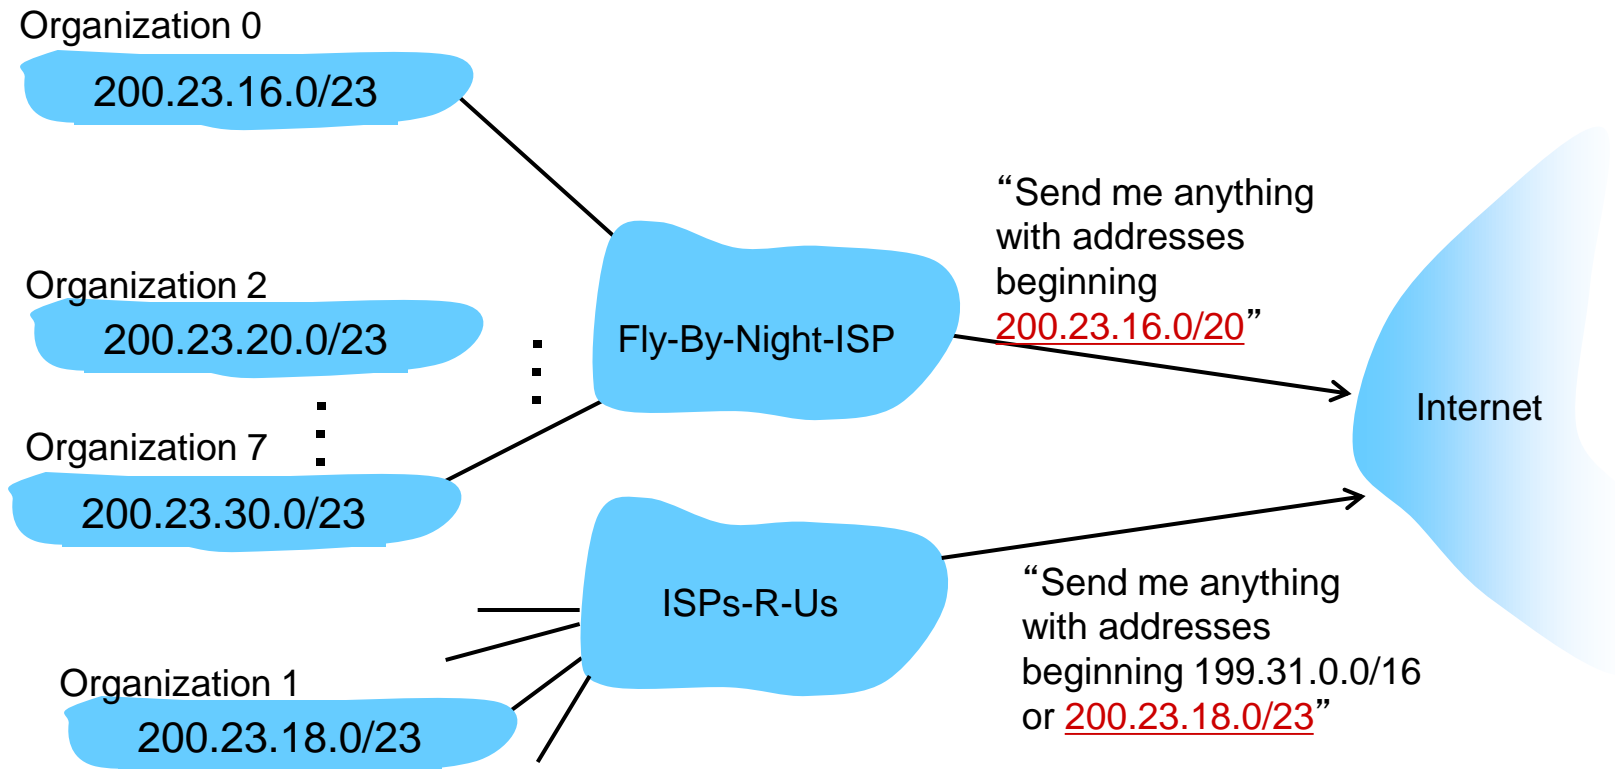 Organization 0
200.23.16.0/23
Organization 2
200.23.20.0/23
Organization 7
200.23.30.0/23
Fly-By-Night-ISP
“Send me anything
with addresses
beginning
200.23.16.0/20”
Internet
ISPs-R-Us
Organization 1
200.23.18.0/23
“Send me anything
with addresses
beginning 199.31.0.0/16
or 200.23.18.0/23”